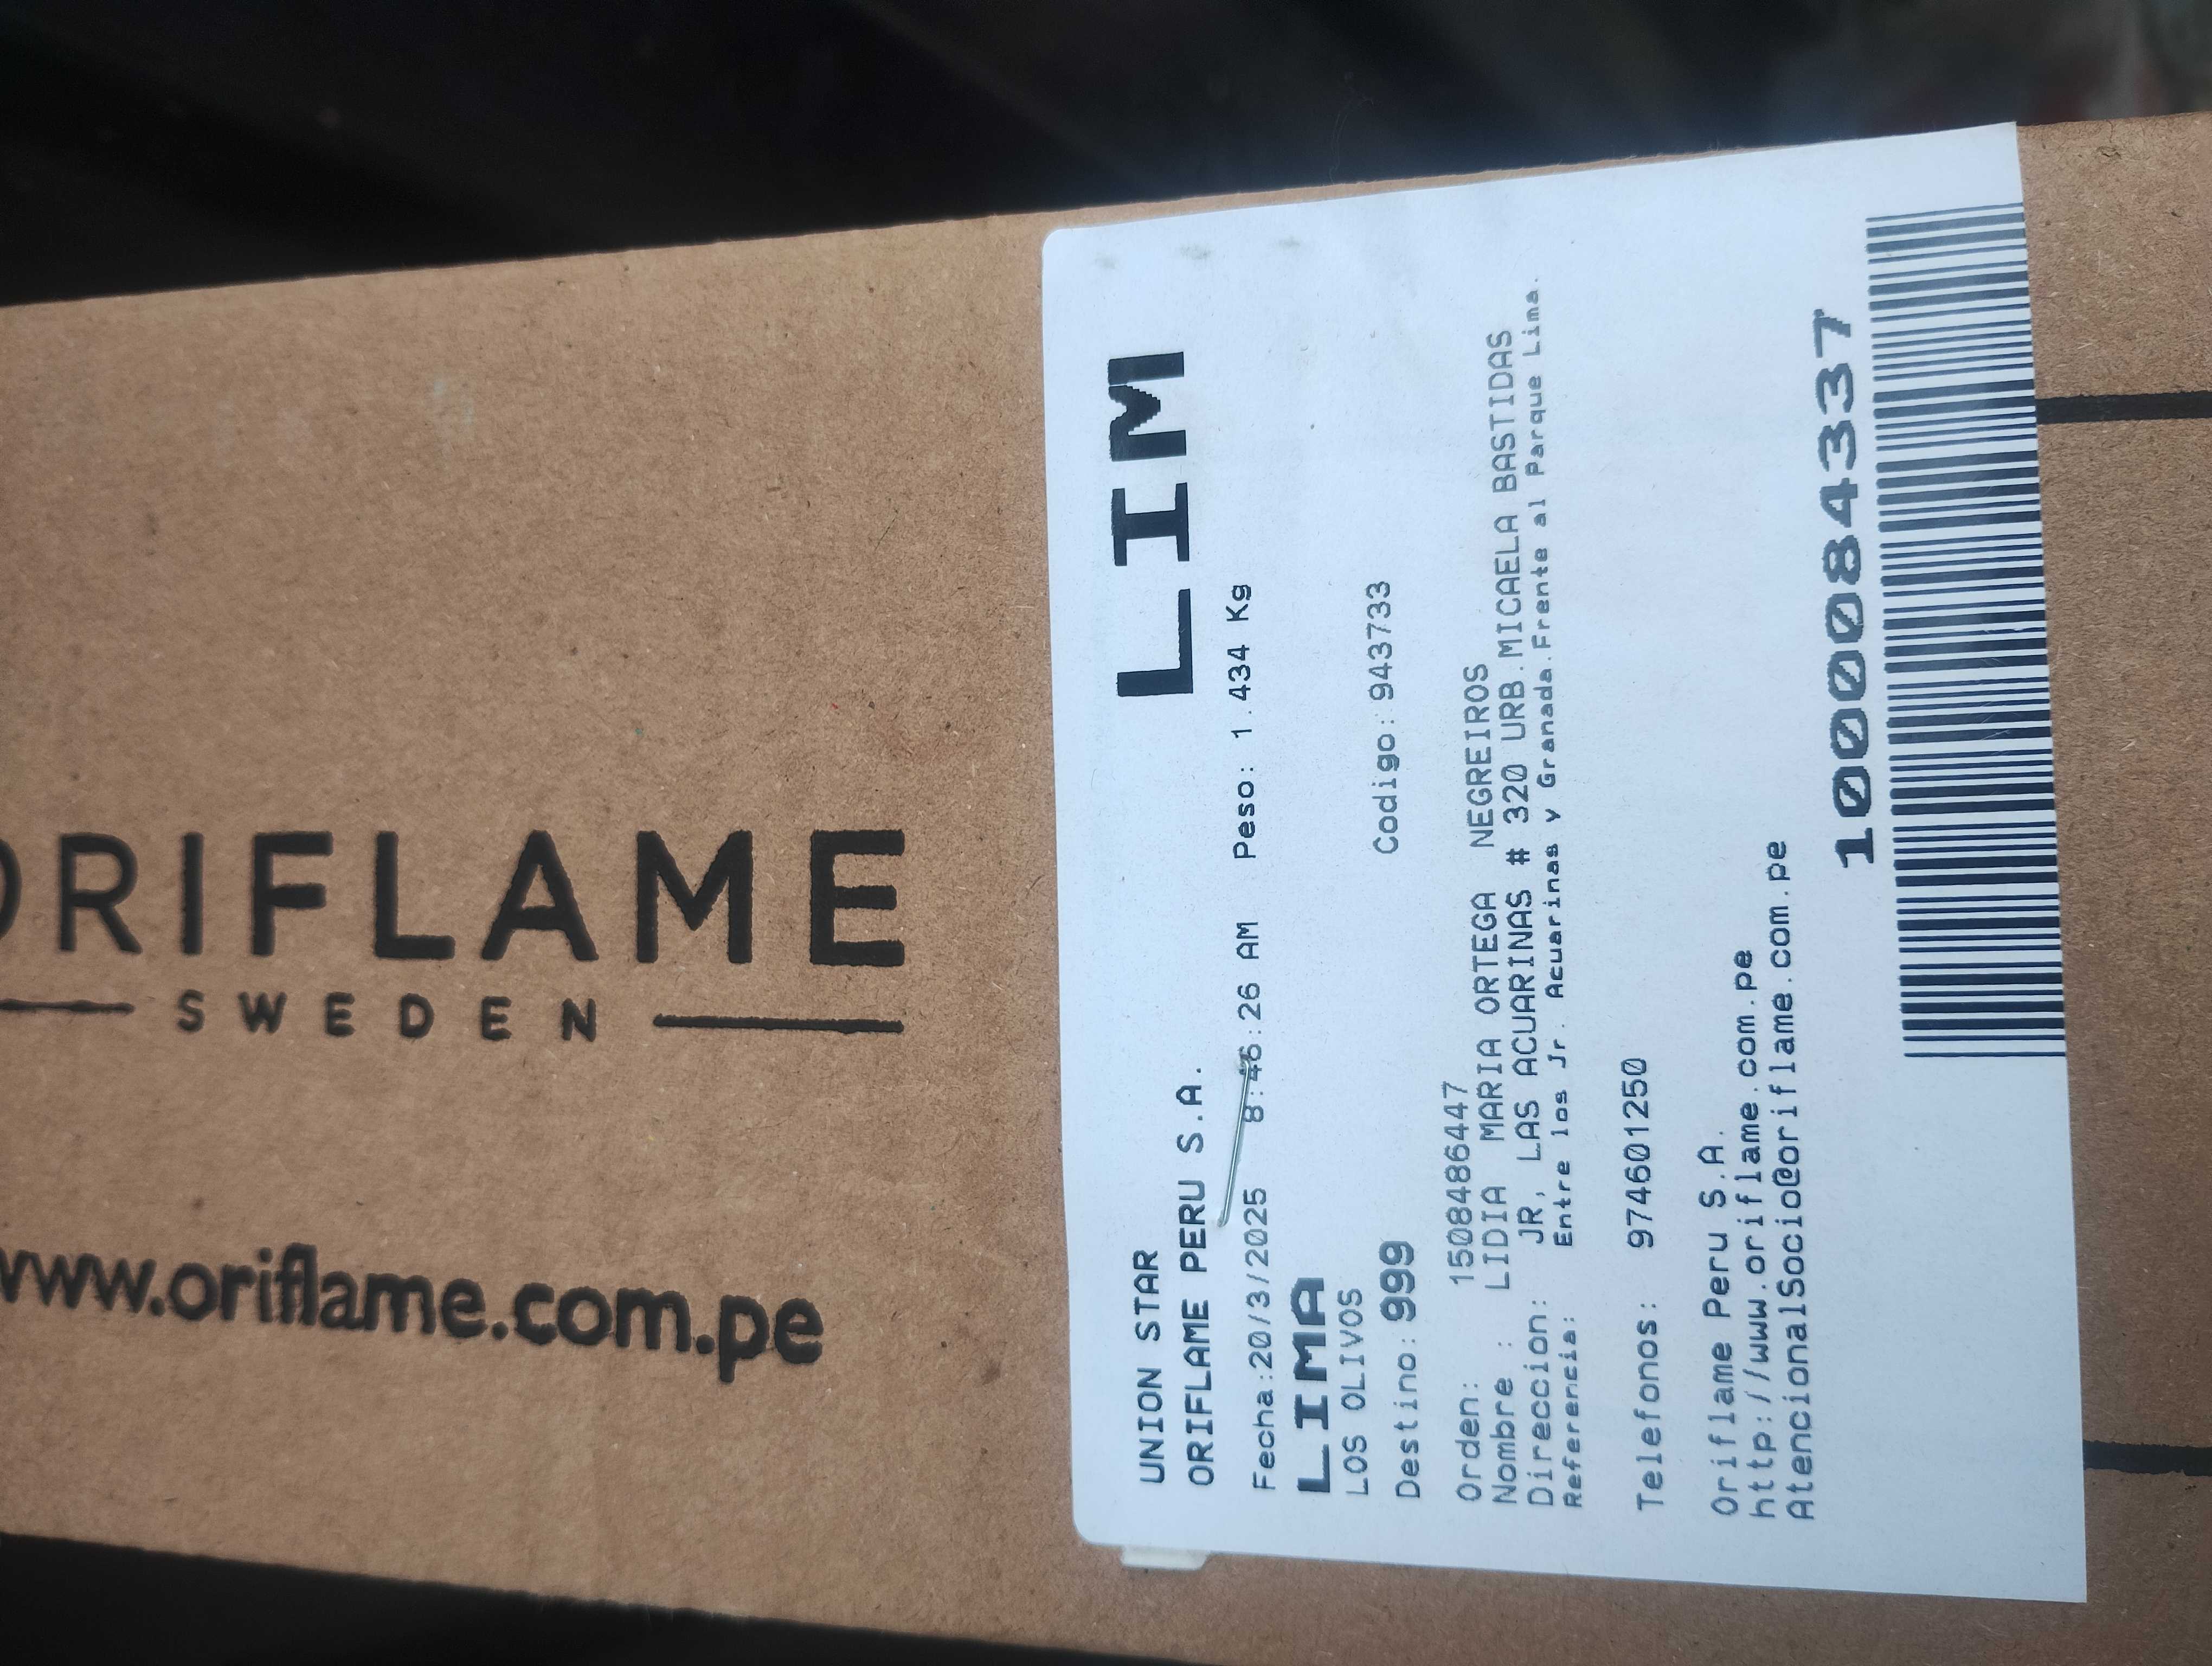 ORIFLAME
SWEDEN
www.oriflame.com.pe
UNION STAR
ORIFLAME PERU S.A.
LIM
Fecha:20/3/2025 8:46:26 AM Peso: 1.434 Kg
LIMA
LOS OLIVOS
Destino: 999 Codigo: 943733
Orden: 1508486447
Nombre : LIDIA MARIA ORTEGA NEGREIROS
Direccion: JR, LAS ACUARINAS # 320 URB.MICAELA BASTIDAS
Referencia: Entre los Jr. Acuarinas y Granada.Frente al Parque Lima.
Telefonos: 974601250
Oriflame Peru S.A.
http://www.oriflame.com.pe
AtencionalSocio@oriflame.com.pe
1000084337